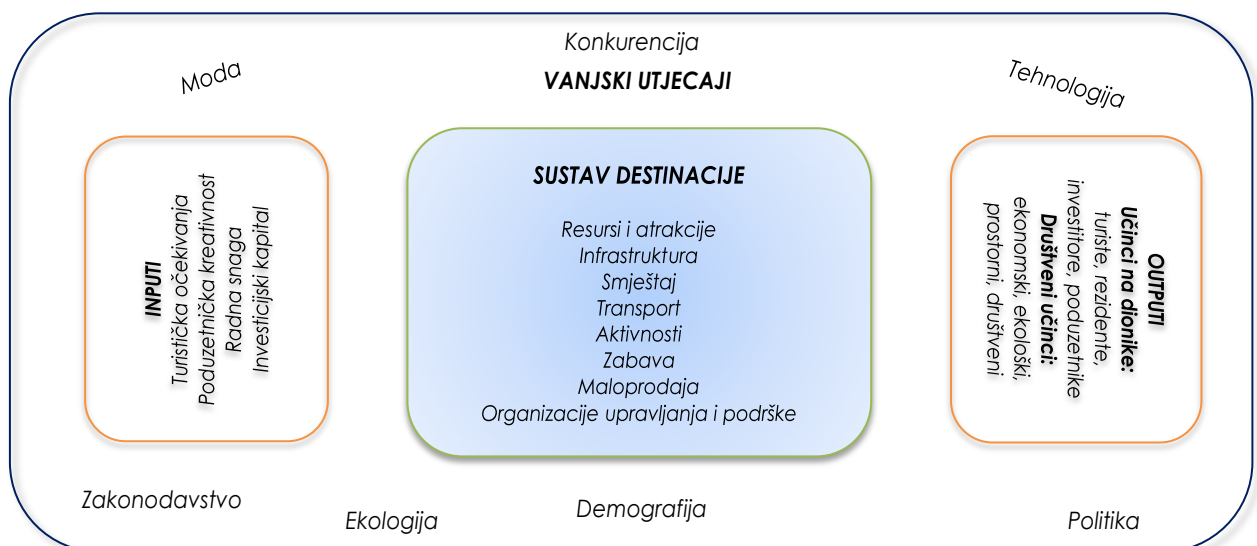 Konkurencija
Moda
VANJSKI UTJECAJI
Tehnologija
INPUTI
Turistička očekivanja
Poduzetnička kreativnost
Radna snaga
Investicijski kapital
SUSTAV DESTINACIJE
Resursi i atrakcije
Infrastruktura
Smještaj
Transport
Aktivnosti
Zabava
Maloprodaja
Organizacije upravljanja i podrške
OUTPUTI
Učinci na dionike:
turiste, rezidente,
investitore, poduzetnike
Društveni učinci:
ekonomski, ekološki,
prostorni, društveni
Zakonodavstvo
Ekologija
Demografija
Politika